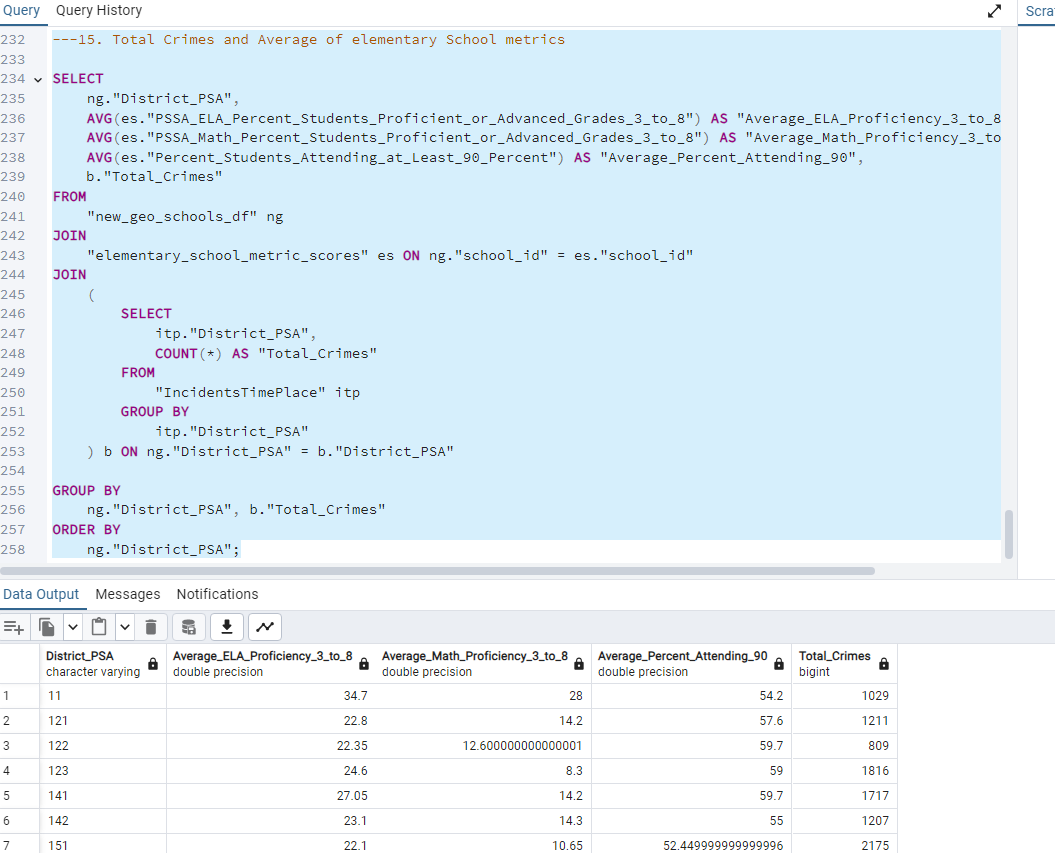 Query Query History Scra
232 ---15. Total Crimes and Average of elementary School metrics
233
234 SELECT
235 ng."District_PSA",
236 AVG(es."PSSA_ELA_Percent_Students_Proficient_or_Advanced_Grades_3_to_8") AS "Average_ELA_Proficiency_3_to_8
237 AVG(es."PSSA_Math_Percent_Students_Proficient_or_Advanced_Grades_3_to_8") AS "Average_Math_Proficiency_3_to
238 AVG(es."Percent_Students_Attending_at_Least_90_Percent") AS "Average_Percent_Attending_90",
239 b."Total_Crimes"
240 FROM
241 "new_geo_schools_df" ng
242 JOIN
243 "elementary_school_metric_scores" es ON ng."school_id" = es."school_id"
244 JOIN
245 (
246 SELECT
247 itp."District_PSA",
248 COUNT(*) AS "Total_Crimes"
249 FROM
250 "IncidentsTimePlace" itp
251 GROUP BY
252 itp."District_PSA"
253 ) b ON ng."District_PSA" = b."District_PSA"
254
255 GROUP BY
256 ng."District_PSA", b."Total_Crimes"
257 ORDER BY
258 ng."District_PSA";
Data Output Messages Notifications
District_PSA Average_ELA_Proficiency_3_to_8 Average_Math_Proficiency_3_to_8 Average_Percent_Attending_90 Total_Crimes
character varying double precision double precision double precision bigint
1 11 34.7 28 54.2 1029
2 121 22.8 14.2 57.6 1211
3 122 22.35 12.600000000000001 59.7 809
4 123 24.6 8.3 59 1816
5 141 27.05 14.2 59.7 1717
6 142 23.1 14.3 55 1207
7 151 22.1 10.65 52.449999999999996 2175